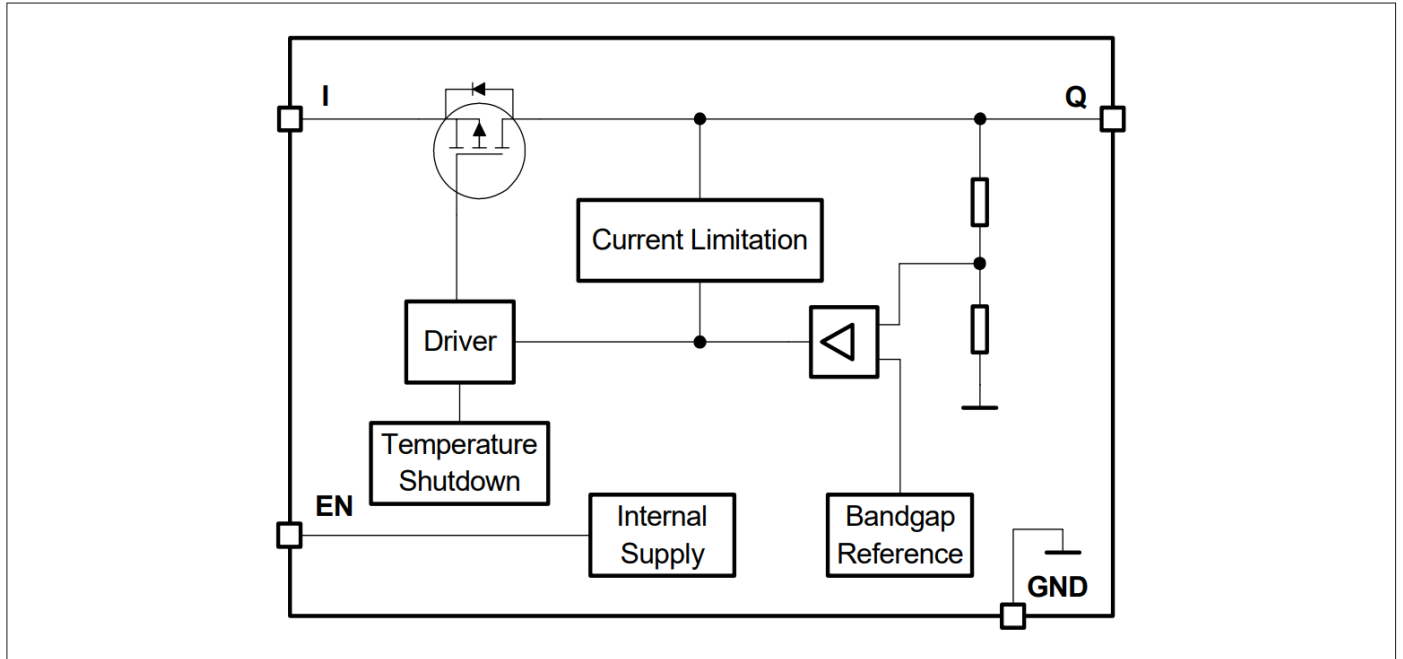 I
Q
Current Limitation
Driver
Temperature
Shutdown
EN
Internal
Supply
Bandgap
Reference
GND